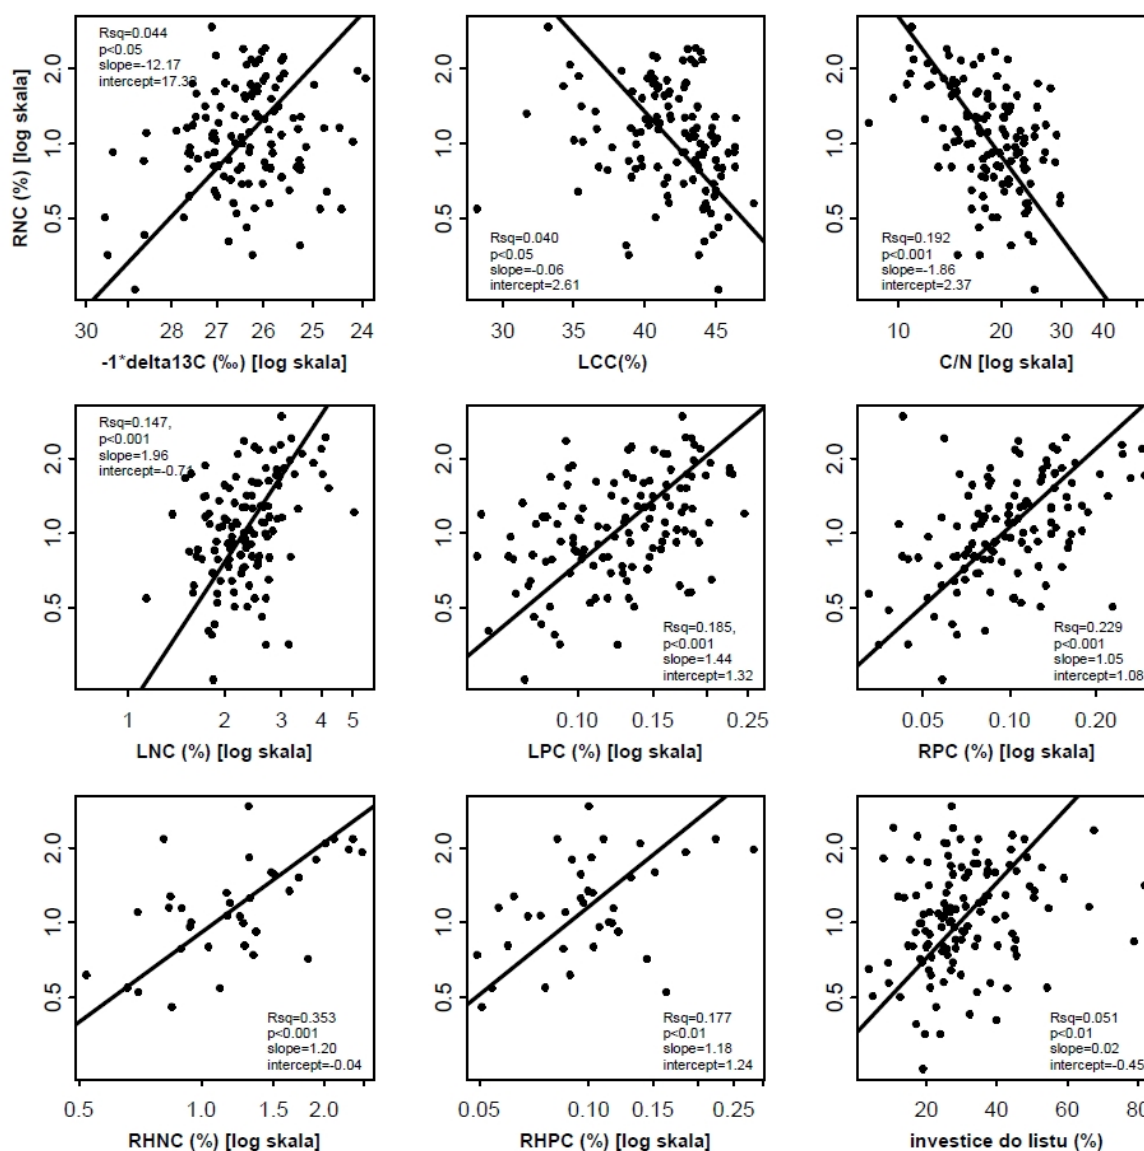 Rsq=0.044
p<0.05
slope=-12.17
intercept=17.33
RNC (%) [log skala]
2.0
1.0
0.5
30 29 28 27 26 25 24
-1*delta13C (‰) [log skala]
Rsq=0.040
p<0.05
slope=-0.06
intercept=2.61
30 35 40 45
LCC(%)
2.0
1.0
0.5
Rsq=0.192
p<0.001
slope=-1.86
intercept=2.37
10 20 30 40
C/N [log skala]
Rsq=0.147,
p<0.001
slope=1.96
intercept=-0.71
2.0
1.0
0.5
1 2 3 4 5
LNC (%) [log skala]
2.0
1.0
0.5
Rsq=0.185,
p<0.001
slope=1.44
intercept=1.32
0.10 0.15 0.25
LPC (%) [log skala]
2.0
1.0
0.5
Rsq=0.229
p<0.001
slope=1.05
intercept=1.08
0.05 0.10 0.20
RPC (%) [log skala]
2.0
1.0
0.5
Rsq=0.353
p<0.001
slope=1.20
intercept=-0.04
0.5 1.0 1.5 2.0
RHNC (%) [log skala]
2.0
1.0
0.5
Rsq=0.177
p<0.01
slope=1.18
intercept=1.24
0.05 0.10 0.15 0.25
RHPC (%) [log skala]
2.0
1.0
0.5
Rsq=0.051
p<0.01
slope=0.02
intercept=-0.45
20 40 60
investice do listu (%)